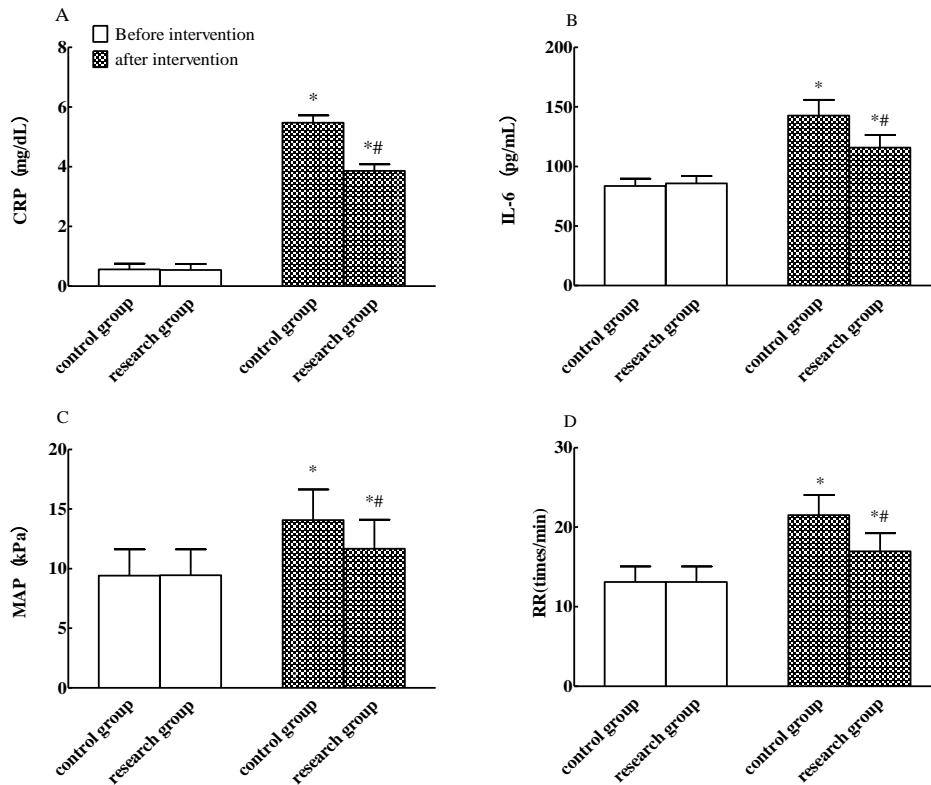 A
Before intervention
after intervention
8
6
4
2
0
CRP (mg/dL)
*
*#
control group
research group
control group
research group
B
200
150
100
50
0
IL-6 (pg/mL)
*
*#
control group
research group
control group
research group
C
20
15
10
5
0
MAP (kPa)
*
*#
control group
research group
control group
research group
D
30
20
10
0
RR(times/min)
*
*#
control group
research group
control group
research group